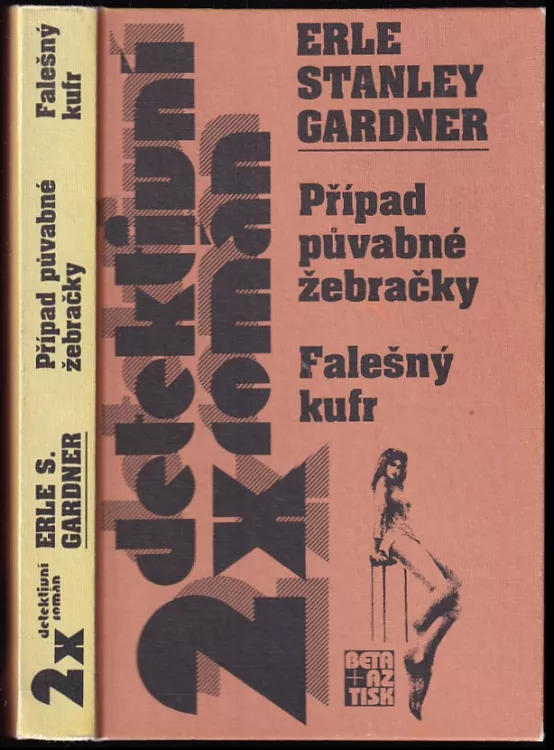 Falešný
kufr
Případ půvabné
žebračky
ERLE S.
GARDNER
detektivní
román
2x
2x
detektivní
román
ERLE
STANLEY
GARDNER
Případ
půvabné
žebračky
Falešný
kufr
BETA
+AZ
TISK